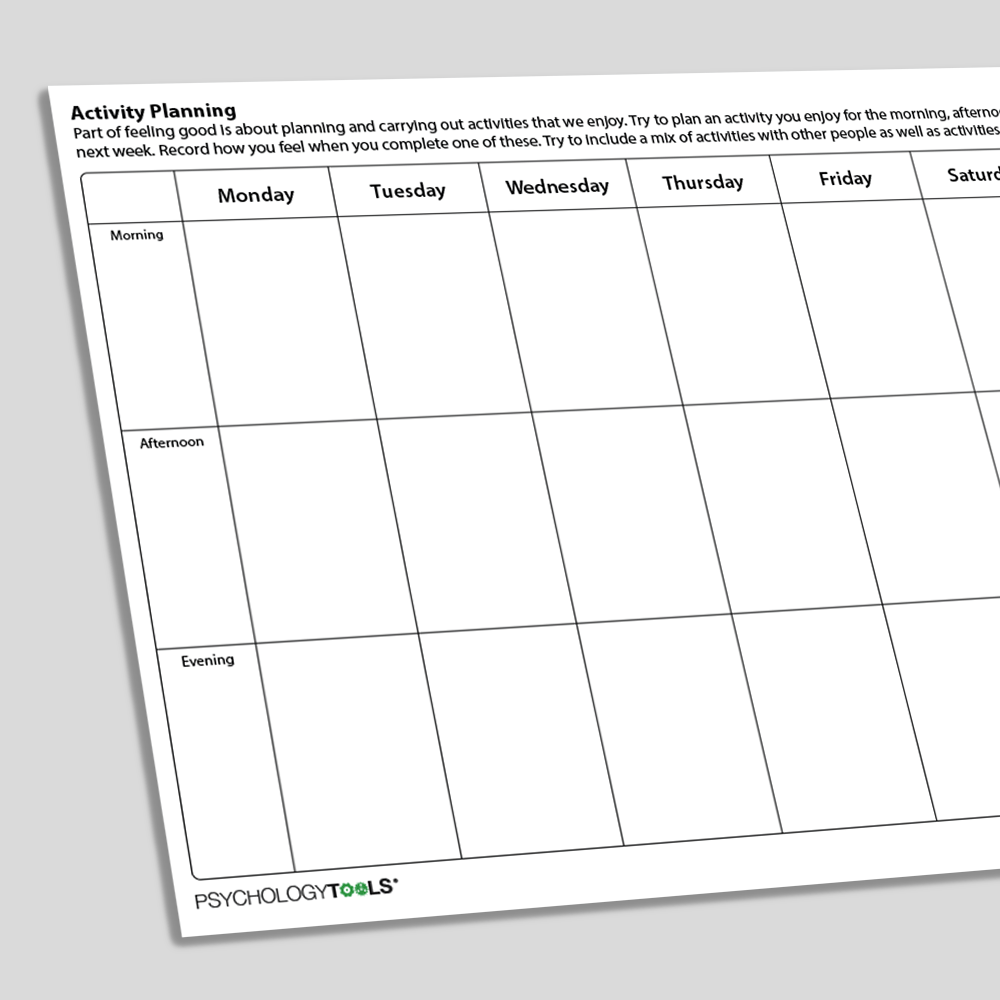 Activity Planning
Part of feeling good is about planning and carrying out activities that we enjoy. Try to plan an activity you enjoy for the morning,
next week. Record how you feel when you complete one of these. Try to include a mix of activities with other people as well as activities
Monday Tuesday Wednesday Thursday Friday
Morning
Afternoon
Evening
PSYCHOLOGYTOOLS®